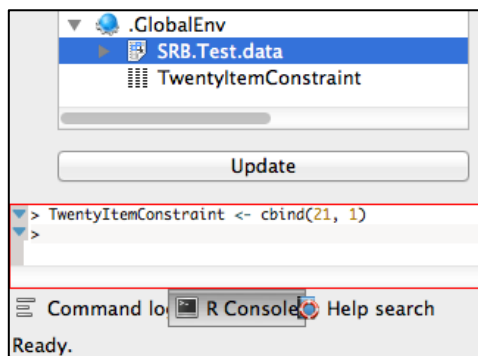 .GlobalEnv
SRB.Test.data
TwentyItemConstraint
Update
> TwentyItemConstraint <- cbind(21, 1)
>
Command lo R Console Help search
Ready.